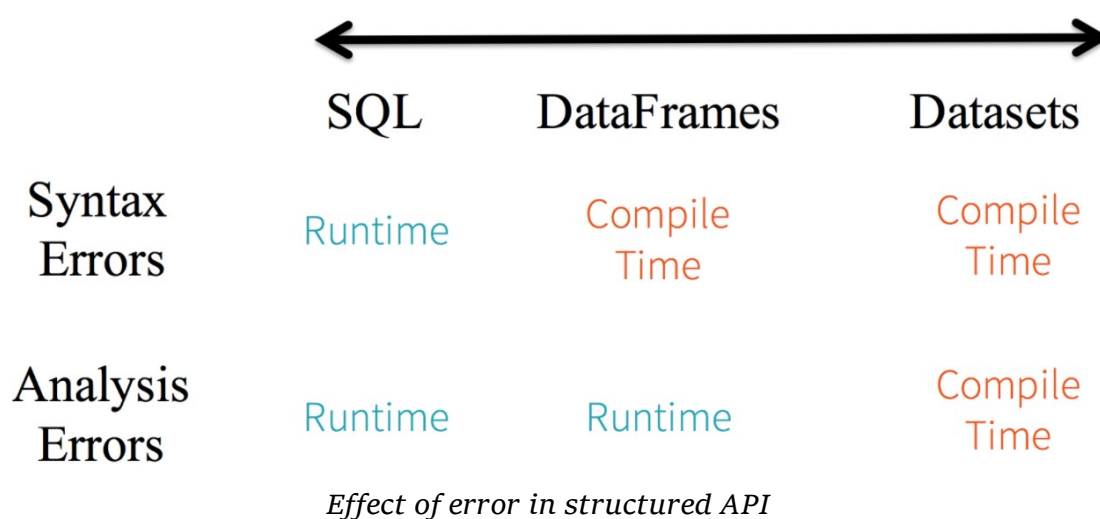 SQL DataFrames Datasets
Syntax
Errors
Runtime
Compile
Time
Compile
Time
Analysis
Errors
Runtime
Runtime
Compile
Time
Effect of error in structured API